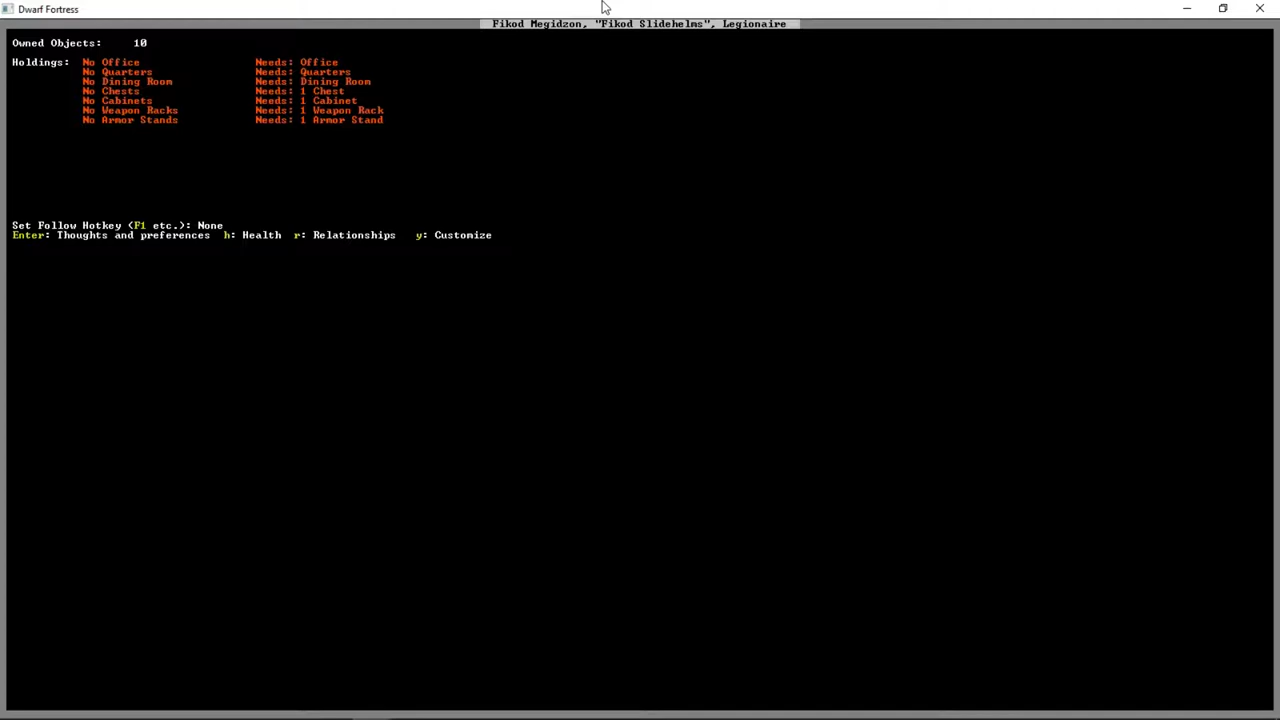 Dwarf Fortress
Fikod Megidzon, "Fikod Slidehelms", Legionaire
Owned Objects: 10
Holdings: No Office Needs: Office
No Quarters Needs: Quarters
No Dining Room Needs: Dining Room
No Chests Needs: 1 Chest
No Cabinets Needs: 1 Cabinet
No Weapon Racks Needs: 1 Weapon Rack
No Armor Stands Needs: 1 Armor Stand
Set Follow Hotkey (F1 etc.): None
Enter: Thoughts and preferences h: Health r: Relationships y: Customize